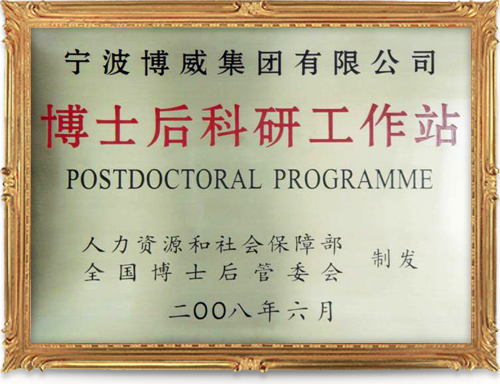 宁波博威集团有限公司
博士后科研工作站
POSTDOCTORAL PROGRAMME
人力资源和社会保障部
全国博士后管委会
制发
二〇〇八年六月